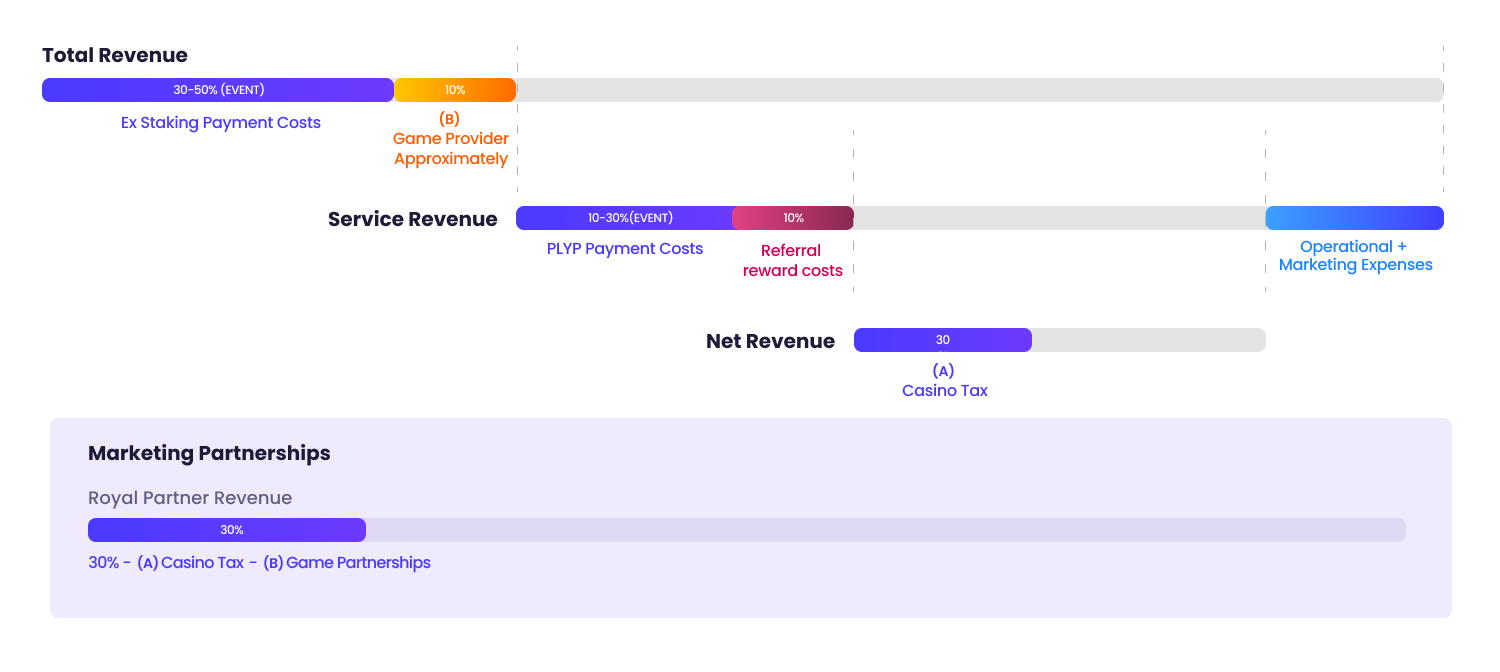 Total Revenue
30-50% (EVENT)
10%
Ex Staking Payment Costs
(B)
Game Provider
Approximately
Service Revenue
10-30%(EVENT)
10%
PLYP Payment Costs
Referral
reward costs
Operational +
Marketing Expenses
Net Revenue
30
(A)
Casino Tax
Marketing Partnerships
Royal Partner Revenue
30%
30% - (A) Casino Tax - (B) Game Partnerships